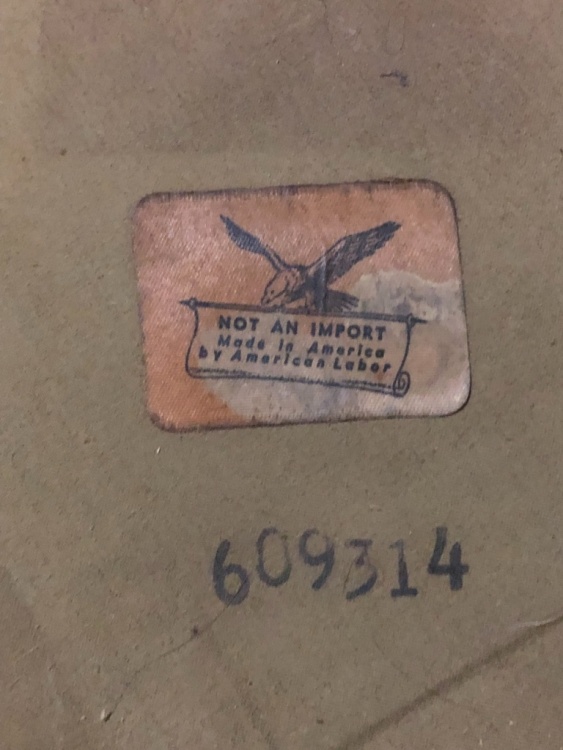 NOT AN IMPORT
Made in America
by American Labor
609314